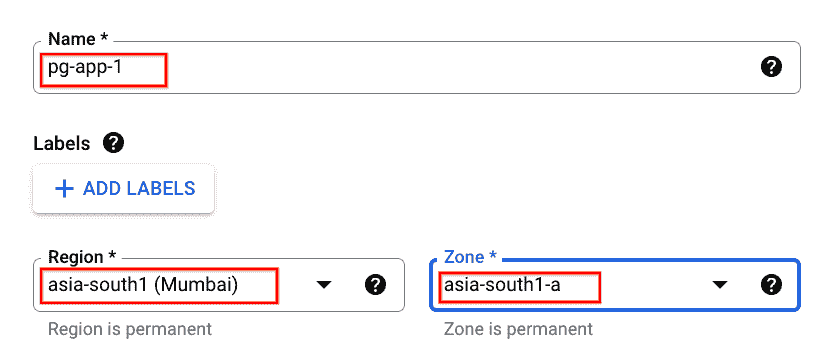 Name *
pg-app-1
Labels
+ ADD LABELS
Region *
Zone *
asia-south1 (Mumbai)
asia-south1-a
Region is permanent
Zone is permanent